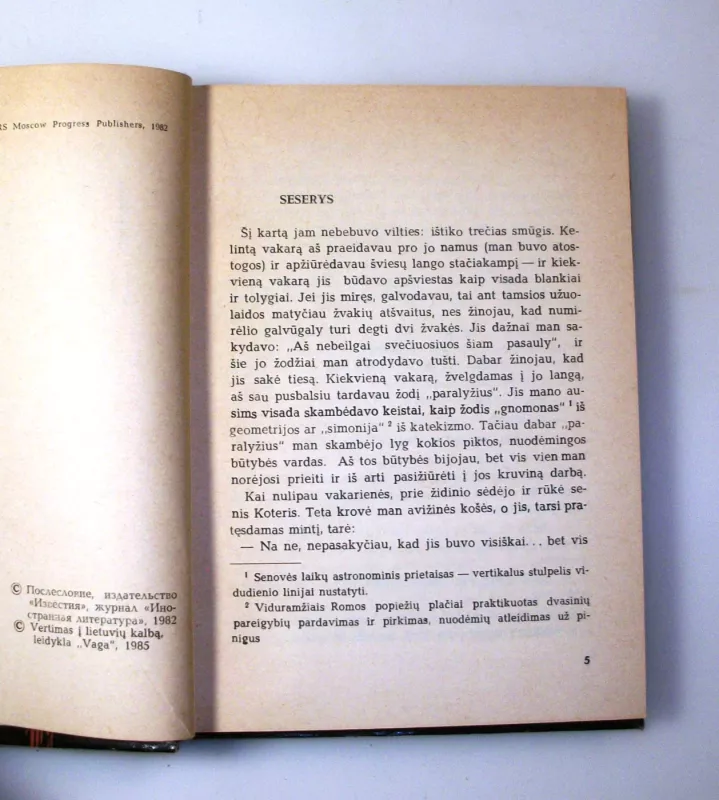 RS Moscow Progress Publishers, 1982
© Послесловие, издательство
«Известия», журнал «Ино-
странная литература», 1982
© Vertimas į lietuvių kalbą,
leidykla „Vaga", 1985
SESERYS
Šį kartą jam nebebuvo vilties: ištiko trečias smūgis. Ke-
lintą vakarą aš praeidavau pro jo namus (man buvo atos-
togos) ir apžiūrėdavau šviesų lango stačiakampį — ir kiek-
vieną vakarą jis būdavo apšviestas kaip visada blankiai
ir tolygiai. Jei jis miręs, galvodavau, tai ant tamsios užuo-
laidos matyčiau žvakių atšvaitus, nes žinojau, kad numi-
rėlio galvūgaly turi degti dvi žvakės. Jis dažnai man sa-
kydavo: „Aš nebeilgai svečiuosiuos šiam pasauly", ir
šie jo žodžiai man atrodydavo tušti. Dabar žinojau, kad
jis sakė tiesą. Kiekvieną vakarą, žvelgdamas į jo langą,
aš sau pusbalsiu tardavau žodį „paralyžius". Jis mano au-
sims visada skambėdavo keistai, kaip žodis „gnomonas" ¹ iš
geometrijos ar „simonija" ² iš katekizmo. Tačiau dabar „pa-
ralyžius" man skambėjo lyg kokios piktos, nuodėmingos
būtybės vardas. Aš tos būtybės bijojau, bet vis vien man
norėjosi prieiti ir iš arti pasižiūrėti į jos kruviną darbą.
Kai nulipau vakarienės, prie židinio sėdėjo ir rūkė se-
nis Koteris. Teta krovė man avižinės košės, o jis, tarsi pra-
tęsdamas mintį, tarė:
— Na ne, nepasakyčiau, kad jis buvo visiškai... bet vis
¹ Senovės laikų astronominis prietaisas — vertikalus stulpelis vi-
dudienio linijai nustatyti.
² Viduramžiais Romos popiežių plačiai praktikuotas dvasinių
pareigybių pardavimas ir pirkimas, nuodėmių atleidimas už pi-
nigus
5